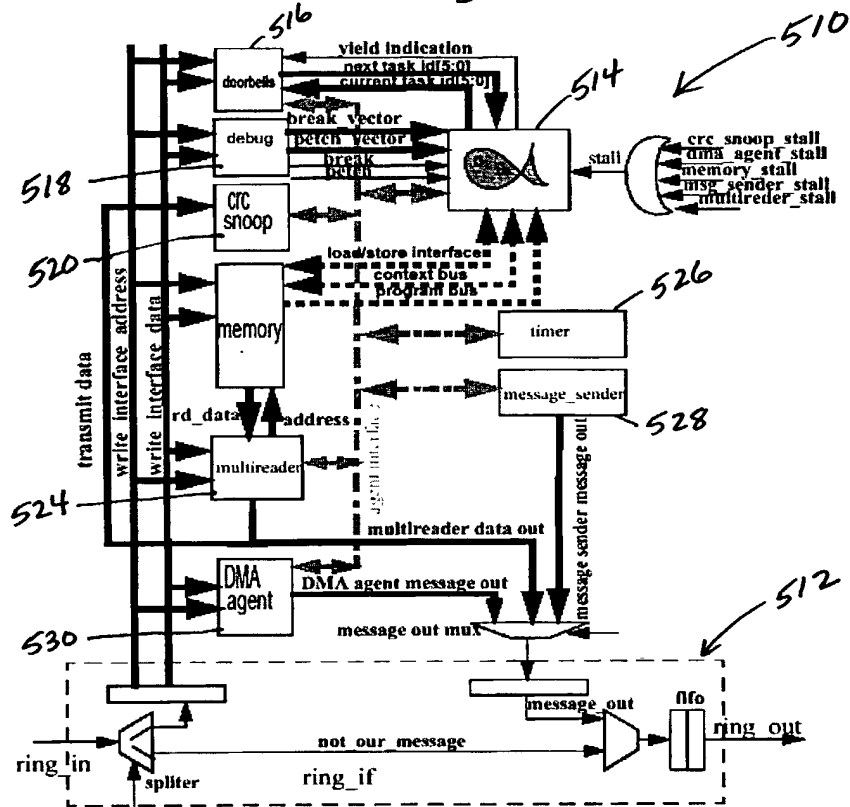 516
510
yield indication
next task id[5:0]
current task id[5:0]
doorbells
514
break_vector
petch_vector
break
petch
debug
518
stall
crc_snoop_stall
dma_agent_stall
memory_stall
msg_sender_stall
multireder_stall
crc
snoop
520
load/store interface
context bus
program bus
526
memory
timer
message_sender
528
rd_data
address
transmit data
write interface address
write interface data
multireader
524
agent interface
message sender message out
multireader data out
DMA
agent
DMA agent message out
530
message out mux
512
message_out
fifo
ring_out
not_our_message
ring_in
spliter
ring_if